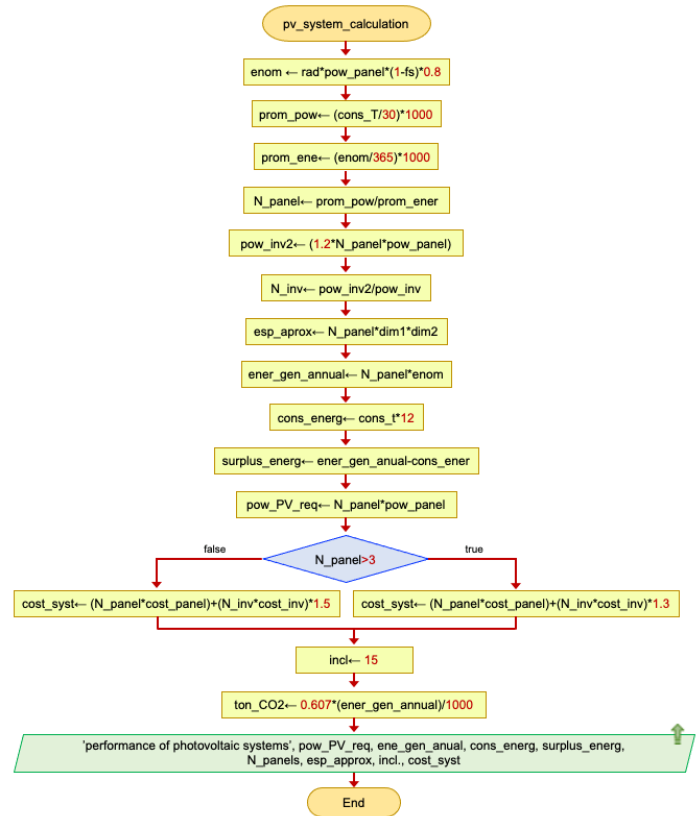 pv_system_calculation
enom ← rad*pow_panel*(1-fs)*0.8
prom_pow← (cons_T/30)*1000
prom_ene← (enom/365)*1000
N_panel← prom_pow/prom_ener
pow_inv2← (1.2*N_panel*pow_panel)
N_inv← pow_inv2/pow_inv
esp_aprox← N_panel*dim1*dim2
ener_gen_annual← N_panel*enom
cons_energ← cons_t*12
surplus_energ← ener_gen_anual-cons_ener
pow_PV_req← N_panel*pow_panel
false
true
N_panel>3
cost_syst← (N_panel*cost_panel)+(N_inv*cost_inv)*1.5
cost_syst← (N_panel*cost_panel)+(N_inv*cost_inv)*1.3
incl← 15
ton_CO2← 0.607*(ener_gen_annual)/1000
'performance of photovoltaic systems', pow_PV_req, ene_gen_anual, cons_energ, surplus_energ,
N_panels, esp_approx, incl., cost_syst
End